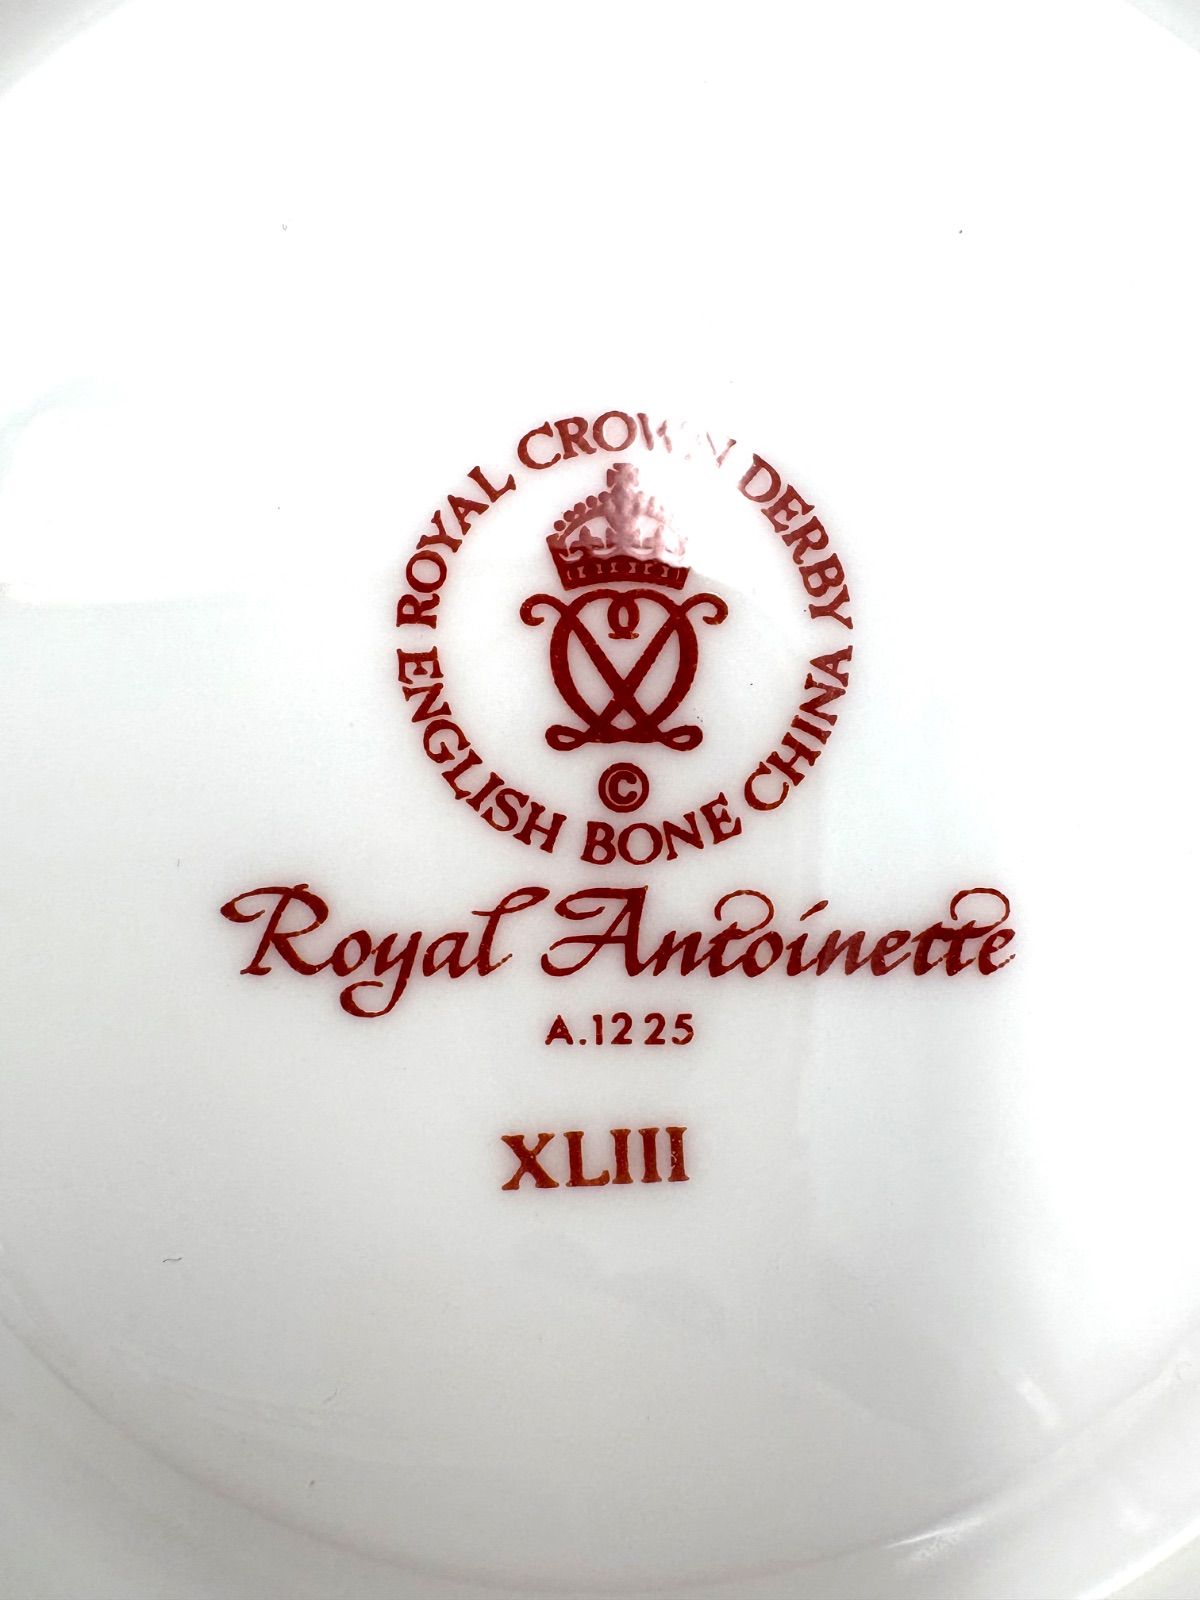 ROYAL CROWN DERBY
ENGLISH BONE CHINA
©
Royal Antoinette
A.1225
XLIII